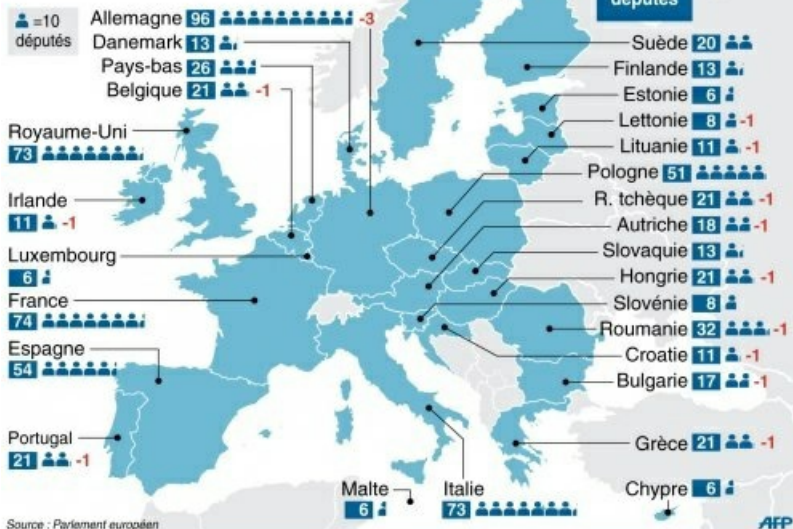 députés
=10
députés
Allemagne 96 -3
Danemark 13
Pays-bas 26
Belgique 21 -1
Royaume-Uni
73
Irlande
11 -1
Luxembourg
6
France
74
Espagne
54
Portugal
21 -1
Malte
6
Italie
73
Suède 20
Finlande 13
Estonie 6
Lettonie 8 -1
Lituanie 11 -1
Pologne 51
R. tchèque 21 -1
Autriche 18 -1
Slovaquie 13
Hongrie 21 -1
Slovénie 8
Roumanie 32 -1
Croatie 11 -1
Bulgarie 17 -1
Grèce 21 -1
Chypre 6
Source : Parlement européen
AFP